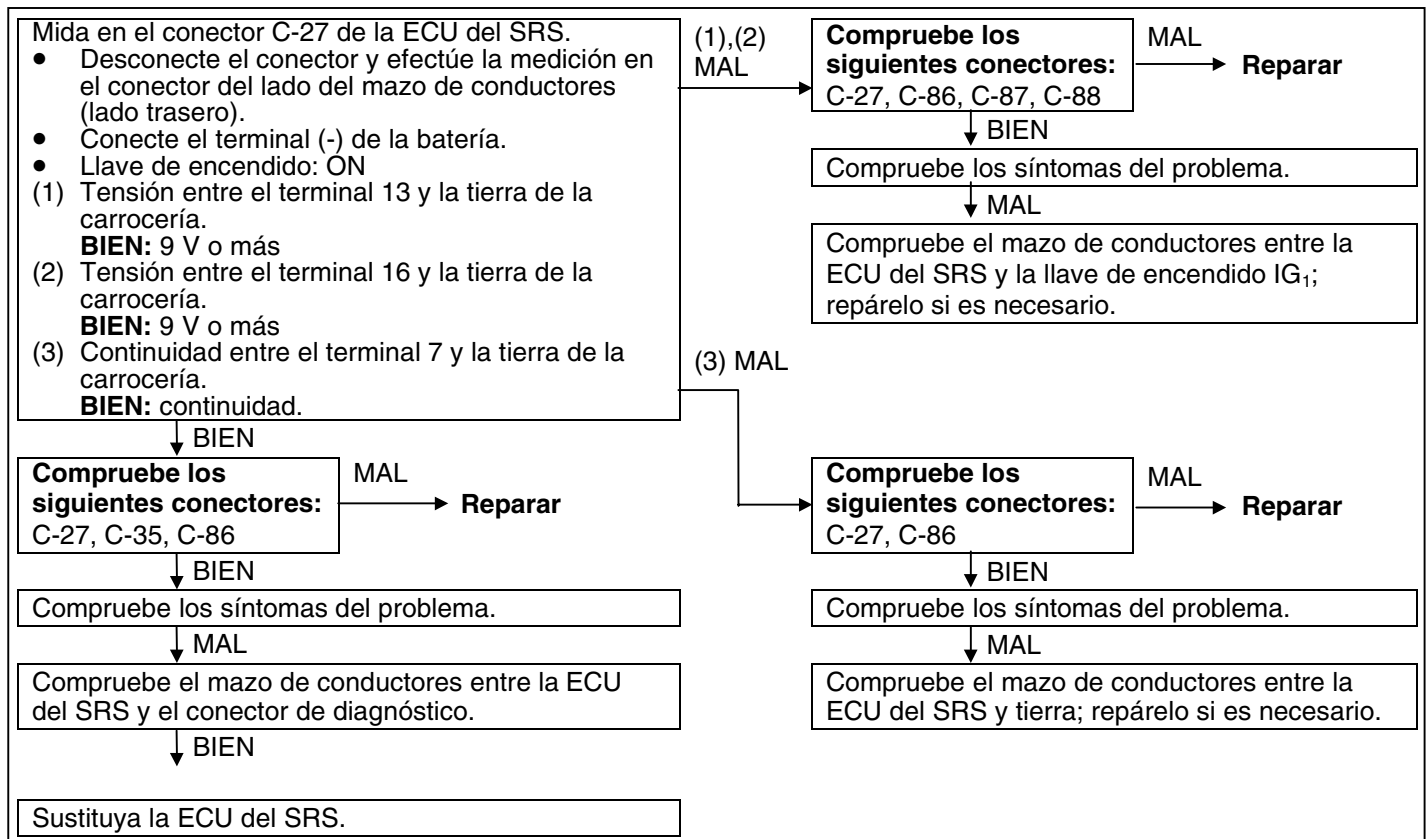 Mida en el conector C-27 de la ECU del SRS.
● Desconecte el conector y efectúe la medición en
el conector del lado del mazo de conductores
(lado trasero).
● Conecte el terminal (-) de la batería.
● Llave de encendido: ON
(1) Tensión entre el terminal 13 y la tierra de la
carrocería.
BIEN: 9 V o más
(2) Tensión entre el terminal 16 y la tierra de la
carrocería.
BIEN: 9 V o más
(3) Continuidad entre el terminal 7 y la tierra de la
carrocería.
BIEN: continuidad.
(1),(2)
MAL
Compruebe los
siguientes conectores:
C-27, C-86, C-87, C-88
MAL
Reparar
BIEN
Compruebe los síntomas del problema.
MAL
Compruebe el mazo de conductores entre la
ECU del SRS y la llave de encendido IG₁;
repárelo si es necesario.
(3) MAL
BIEN
Compruebe los
siguientes conectores:
C-27, C-35, C-86
MAL
Reparar
BIEN
Compruebe los síntomas del problema.
MAL
Compruebe el mazo de conductores entre la ECU
del SRS y el conector de diagnóstico.
BIEN
Sustituya la ECU del SRS.
Compruebe los
siguientes conectores:
C-27, C-86
MAL
Reparar
BIEN
Compruebe los síntomas del problema.
MAL
Compruebe el mazo de conductores entre la
ECU del SRS y tierra; repárelo si es necesario.